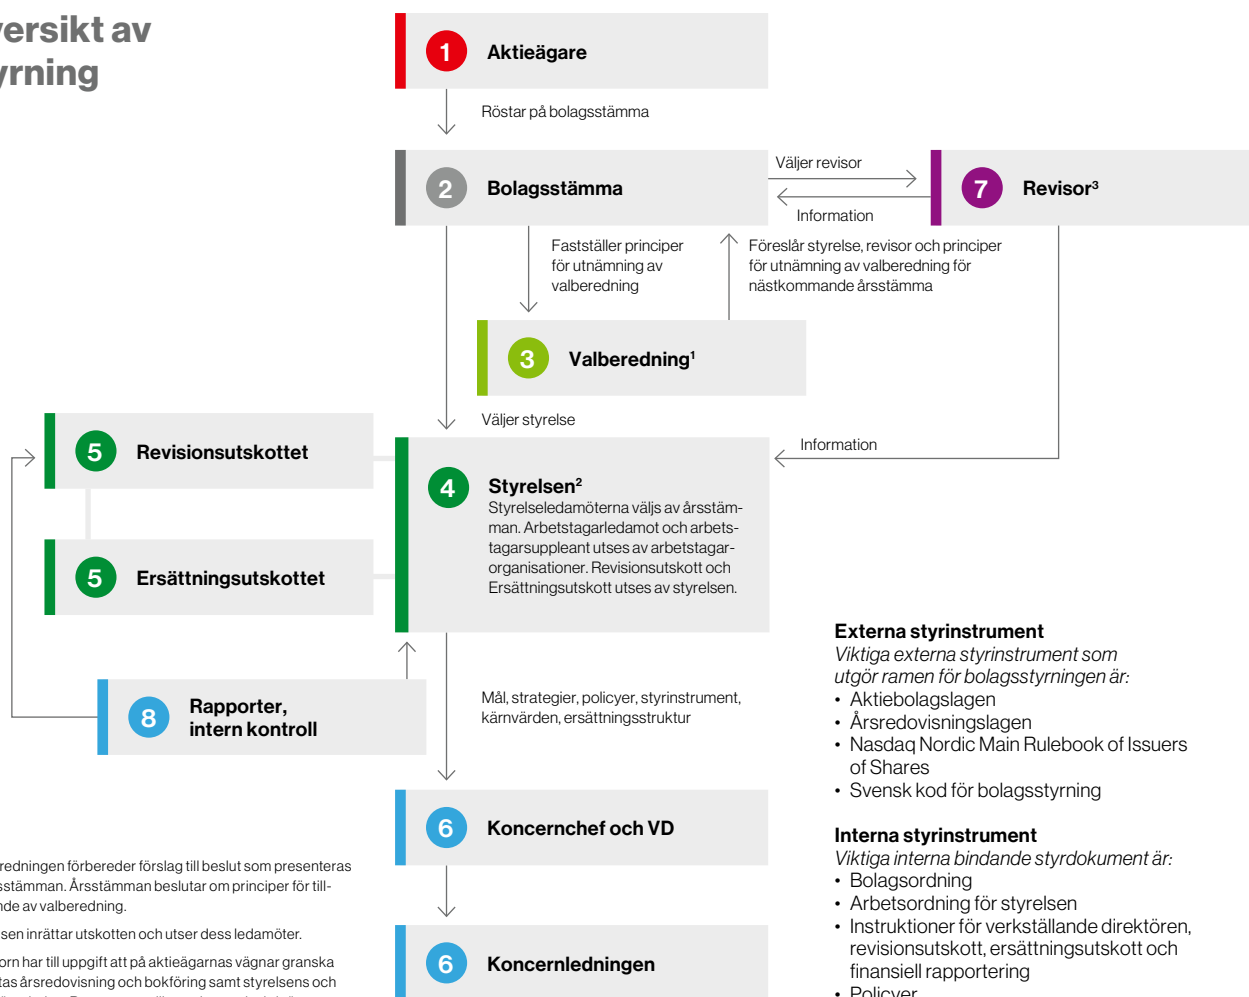 versikt av
yrning
1 Aktieägare
Röstar på bolagsstämma
2 Bolagsstämma
Väljer revisor
Information
7 Revisor³
Fastställer principer
för utnämning av
valberedning
Föreslår styrelse, revisor och principer
för utnämning av valberedning för
nästkommande årsstämma
3 Valberedning¹
Väljer styrelse
Information
5 Revisionsutskottet
5 Ersättningsutskottet
4 Styrelsen²
Styrelseledamöterna väljs av årsstäm-
man. Arbetstagarledamot och arbets-
tagarsuppleant utses av arbetstagar-
organisationer. Revisionsutskott och
Ersättningsutskott utses av styrelsen.
8 Rapporter,
intern kontroll
Mål, strategier, policyer, styrinstrument,
kärnvärden, ersättningsstruktur
6 Koncernchef och VD
6 Koncernledningen
redningen förbereder förslag till beslut som presenteras
sstämman. Årsstämman beslutar om principer för till-
nde av valberedning.
sen inrättar utskotten och utser dess ledamöter.
orn har till uppgift att på aktieägarnas vägnar granska
tas årsredovisning och bokföring samt styrelsens och
Externa styrinstrument
Viktiga externa styrinstrument som
utgör ramen för bolagsstyrningen är:
• Aktiebolagslagen
• Årsredovisningslagen
• Nasdaq Nordic Main Rulebook of Issuers
of Shares
• Svensk kod för bolagsstyrning
Interna styrinstrument
Viktiga interna bindande styrdokument är:
• Bolagsordning
• Arbetsordning för styrelsen
• Instruktioner för verkställande direktören,
revisionsutskott, ersättningsutskott och
finansiell rapportering
• Policyer